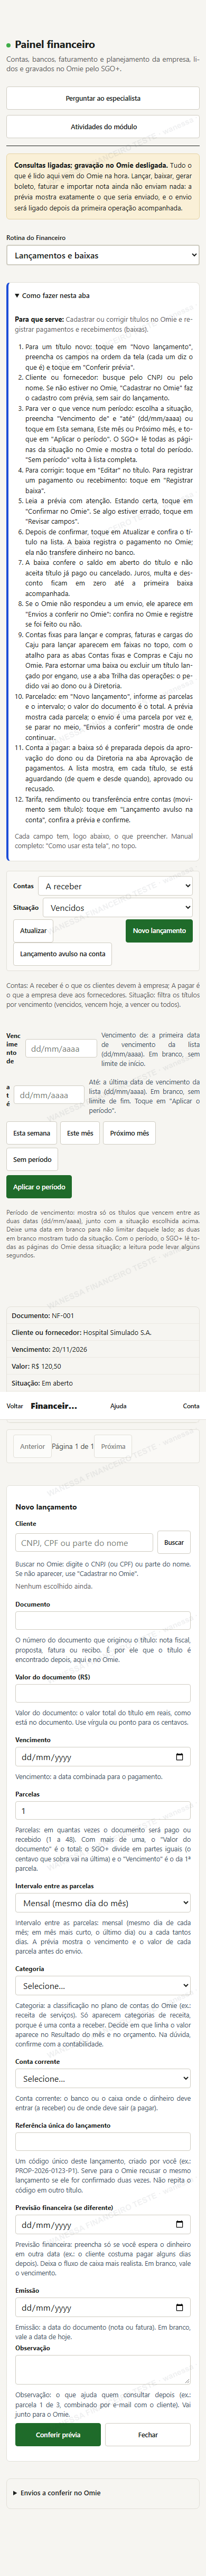 Painel financeiro
Contas, bancos, faturamento e planejamento da empresa, li-
dos e gravados no Omie pelo SGO+.
Perguntar ao especialista
Atividades do módulo
Consultas ligadas; gravação no Omie desligada. Tudo o
que é lido aqui vem do Omie na hora. Lançar, baixar, gerar
boleto, faturar e importar nota ainda não enviam nada: a
prévia mostra exatamente o que seria enviado, e o envio
será ligado depois da primeira operação acompanhada.
Rotina do Financeiro
Lançamentos e baixas
▼ Como fazer nesta aba
Para que serve: Cadastrar ou corrigir títulos no Omie e re-
gistrar pagamentos e recebimentos (baixas).
1. Para um título novo: toque em "Novo lançamento",
preencha os campos na ordem da tela (cada um diz o
que é) e toque em "Conferir prévia".
2. Cliente ou fornecedor: busque pelo CNPJ ou pelo
nome. Se não existir no Omie, "Cadastrar no Omie" faz
o cadastro com prévia, sem sair do lançamento.
3. Para ver o que vence num período: escolha a situação,
preencha "Vencimento de" e "até" (dd/mm/aaaa) ou
toque em Esta semana, Este mês ou Próximo mês, e to-
que em "Aplicar o período". O SGO+ lê todas as pági-
nas da situação no Omie e mostra o total do período.
"Sem período" volta à lista completa.
4. Para corrigir: toque em "Editar" no título. Para registrar
um pagamento ou recebimento: toque em "Registrar
baixa".
5. Leia a prévia com atenção. Estando certa, toque em
"Confirmar no Omie". Se algo estiver errado, toque em
"Revisar campos".
6. Depois de confirmar, toque em Atualizar e confira o tí-
tulo na lista. A baixa registra o pagamento no Omie;
ela não transfere dinheiro no banco.
7. A baixa confere o saldo em aberto do título e não
aceita título já pago ou cancelado. Juros, multa e des-
conto ficam em zero até a primeira baixa
acompanhada.
8. Se o Omie não respondeu a um envio, ele aparece em
"Envios a conferir no Omie": confira no Omie e registre
se foi feito ou não.
9. Contas fixas para lançar e compras, faturas e cargas do
Caju para lançar aparecem em faixas no topo, com o
atalho para as abas Contas fixas e Compras e Caju no
Omie. Para estornar uma baixa ou excluir um título lan-
çado por engano, use a aba Trilha das operações: o pe-
dido vai ao dono ou à Diretoria.
10. Parcelado: em "Novo lançamento", informe as parcelas
e o intervalo; o valor do documento é o total. A prévia
mostra cada parcela; o envio é uma parcela por vez e,
se parar no meio, "Envios a conferir" mostra de onde
continuar.
11. Conta a pagar: a baixa só é preparada depois da apro-
vação do dono ou da Diretoria na aba Aprovação de
pagamentos. A lista mostra, em cada título, se está
aguardando (de quem e desde quando), aprovado ou
recusado.
12. Tarifa, rendimento ou transferência entre contas (movi-
mento sem título): toque em "Lançamento avulso na
conta", confira a prévia e confirme.
Cada campo tem, logo abaixo, o que preencher. Manual
completo: "Como usar esta tela", no topo.
Contas
A receber
Situação
Vencidos
Atualizar
Novo lançamento
Lançamento avulso na conta
Contas: A receber é o que os clientes devem à empresa; A pagar é
o que a empresa deve aos fornecedores. Situação: filtra os títulos
por vencimento (vencidos, vencem hoje, a vencer ou todos).
Venc
ime
nto
de
dd/mm/aaaa
Vencimento de: a primeira data
de vencimento da lista
(dd/mm/aaaa). Em branco, sem
limite de início.
a
t
é
dd/mm/aaaa
Até: a última data de vencimento da
lista (dd/mm/aaaa). Em branco, sem
limite de fim. Toque em "Aplicar o
período".
Esta semana
Este mês
Próximo mês
Sem período
Aplicar o período
Período de vencimento: mostra só os títulos que vencem entre as
duas datas (dd/mm/aaaa), junto com a situação escolhida acima.
Deixe uma data em branco para não limitar daquele lado; as duas
em branco mostram tudo da situação. Com o período, o SGO+ lê to-
das as páginas do Omie dessa situação; a leitura pode levar alguns
segundos.
Documento: NF-001
Cliente ou fornecedor: Hospital Simulado S.A.
Vencimento: 20/11/2026
Valor: R$ 120,50
Situação: Em aberto
Voltar
Financeir...
Ajuda
Conta
Anterior
Página 1 de 1
Próxima
Novo lançamento
Cliente
CNPJ, CPF ou parte do nome
Buscar
Buscar no Omie: digite o CNPJ (ou CPF) ou parte do nome.
Se não aparecer, use "Cadastrar no Omie".
Nenhum escolhido ainda.
Documento
O número do documento que originou o título: nota fiscal,
proposta, fatura ou recibo. É por ele que o título é
encontrado depois, aqui e no Omie.
Valor do documento (R$)
Valor do documento: o valor total do título em reais, como
está no documento. Use vírgula ou ponto para os centavos.
Vencimento
dd/mm/yyyy
Vencimento: a data combinada para o pagamento.
Parcelas
1
Parcelas: em quantas vezes o documento será pago ou
recebido (1 a 48). Com mais de uma, o "Valor do
documento" é o total: o SGO+ divide em partes iguais (o
centavo que sobra vai na última) e o "Vencimento" é o da 1ª
parcela.
Intervalo entre as parcelas
Mensal (mesmo dia do mês)
Intervalo entre as parcelas: mensal (mesmo dia de cada
mês; em mês mais curto, o último dia) ou a cada tantos
dias. A prévia mostra o vencimento e o valor de cada
parcela antes do envio.
Categoria
Selecione...
Categoria: a classificação no plano de contas do Omie (ex.:
receita de serviços). Só aparecem categorias de receita,
porque é uma conta a receber. Decide em que linha o valor
aparece no Resultado do mês e no orçamento. Na dúvida,
confirme com a contabilidade.
Conta corrente
Selecione...
Conta corrente: o banco ou o caixa onde o dinheiro deve
entrar (a receber) ou de onde deve sair (a pagar).
Referência única do lançamento
Um código único deste lançamento, criado por você (ex.:
PROP-2026-0123-P1). Serve para o Omie recusar o mesmo
lançamento se ele for confirmado duas vezes. Não repita o
código em outro título.
Previsão financeira (se diferente)
dd/mm/yyyy
Previsão financeira: preencha só se você espera o dinheiro
em outra data (ex.: o cliente costuma pagar alguns dias
depois). Deixa o fluxo de caixa mais realista. Em branco, vale
o vencimento.
Emissão
dd/mm/yyyy
Emissão: a data do documento (nota ou fatura). Em branco,
vale a data de hoje.
Observação
Observação: o que ajuda quem consultar depois (ex.:
parcela 1 de 3, combinado por e-mail com o cliente). Vai
junto para o Omie.
Conferir prévia
Fechar
▶ Envios a conferir no Omie